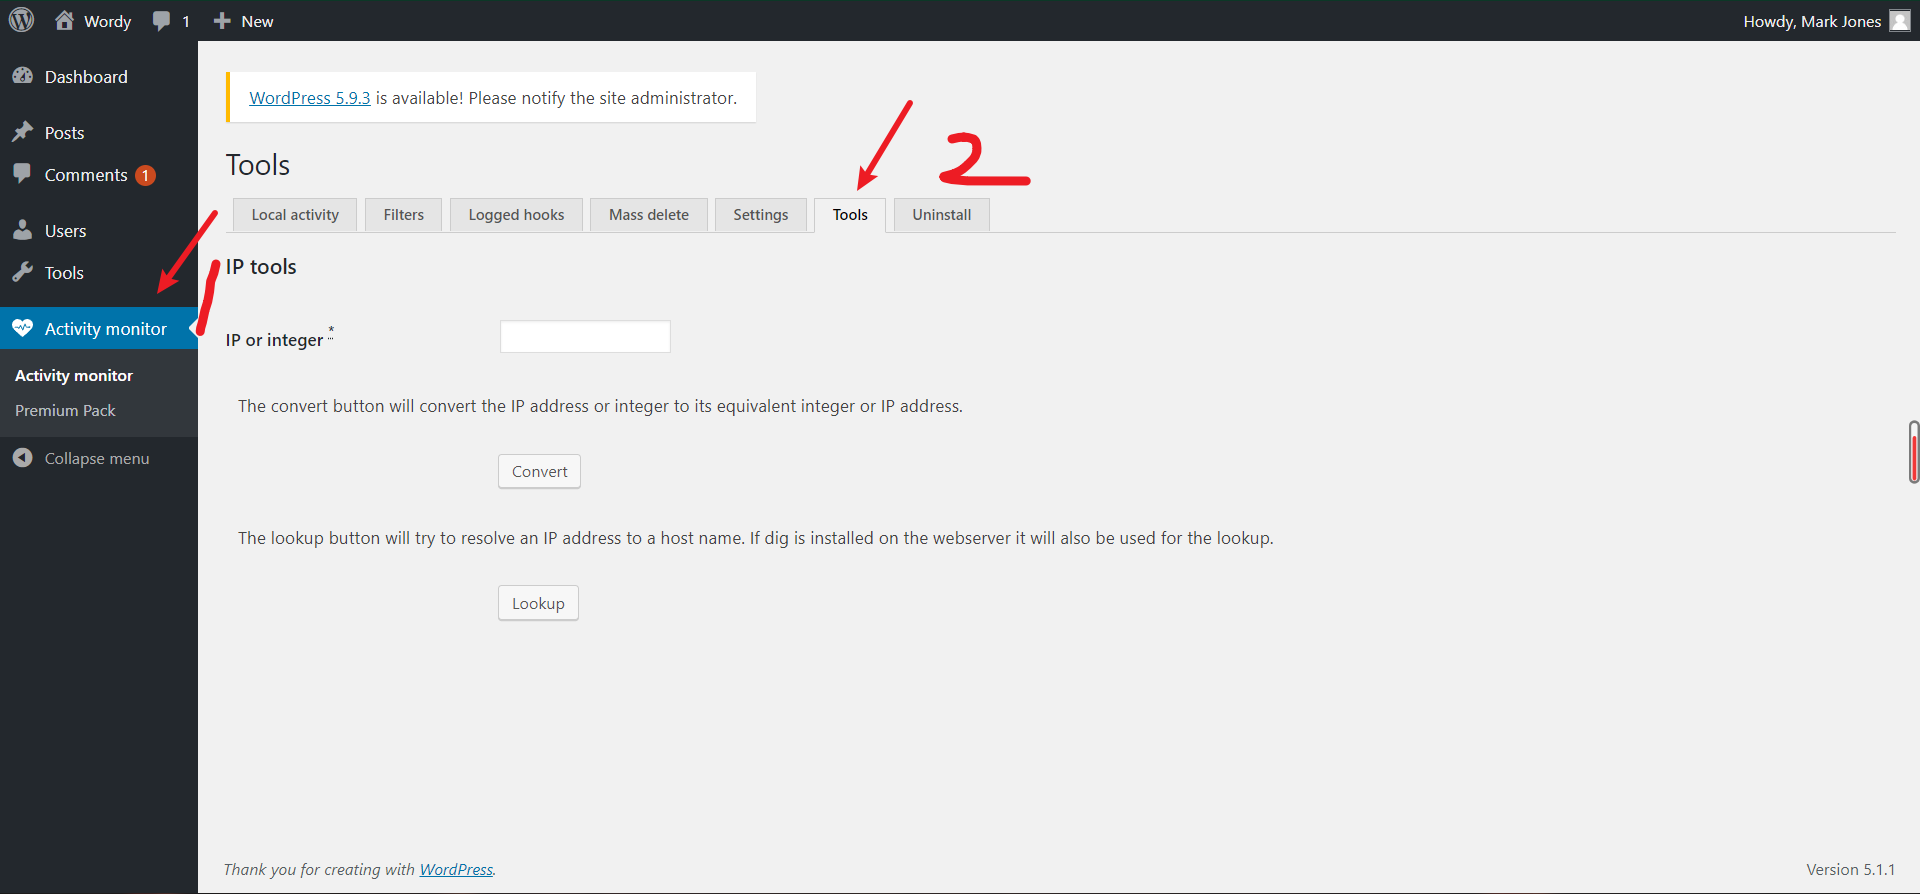 Wordy 1 New Howdy, Mark Jones
Dashboard
Posts
Comments 1
Users
Tools
Activity monitor
Activity monitor
Premium Pack
Collapse menu
WordPress 5.9.3 is available! Please notify the site administrator.
2
Tools
Local activity Filters Logged hooks Mass delete Settings Tools Uninstall
1
IP tools
IP or integer *
The convert button will convert the IP address or integer to its equivalent integer or IP address.
Convert
The lookup button will try to resolve an IP address to a host name. If dig is installed on the webserver it will also be used for the lookup.
Lookup
Thank you for creating with WordPress. Version 5.1.1